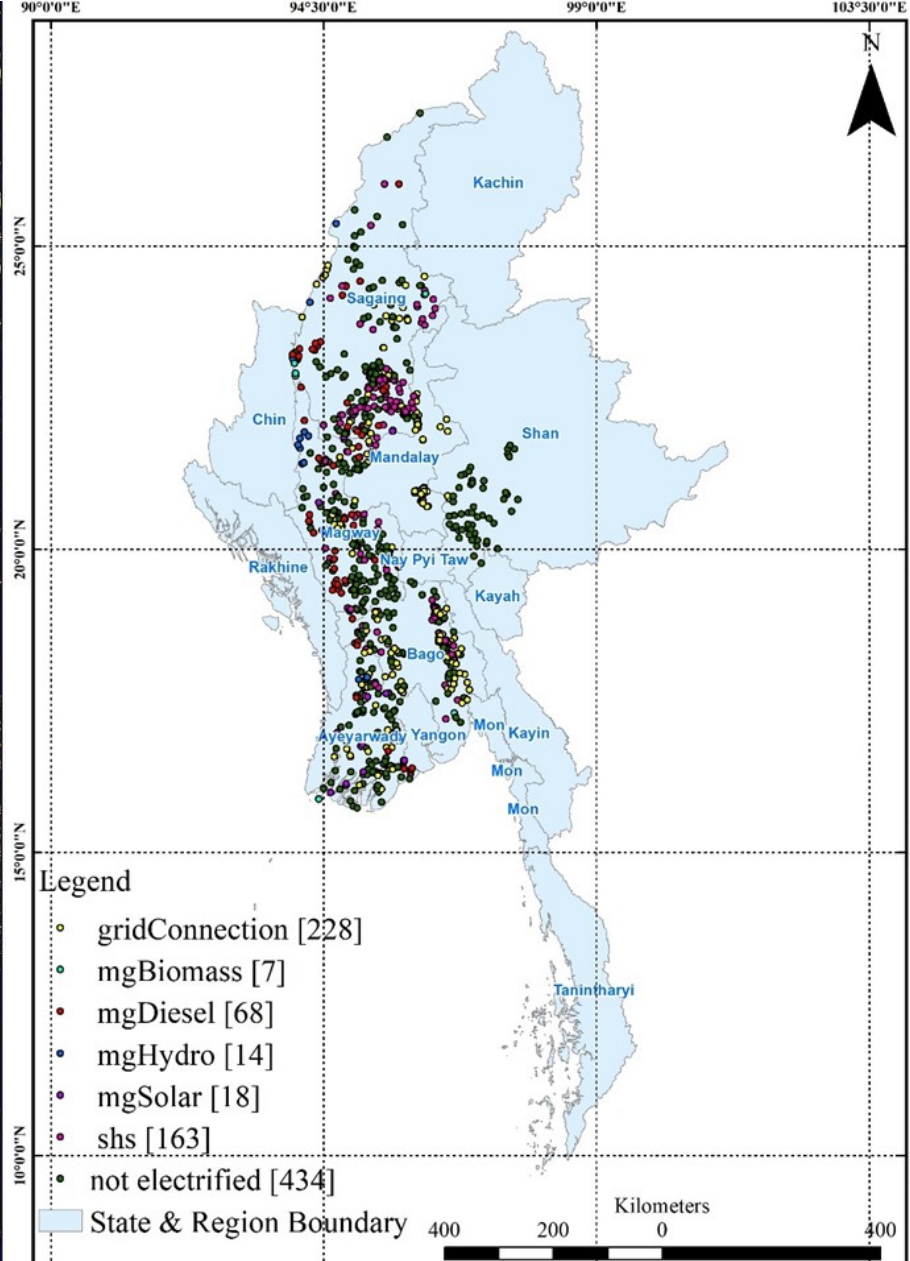 90°0'0"E 94°30'0"E 99°0'0"E 103°30'0"E
N
Kachin
25°0'0"N
Sagaing
Chin
Shan
Mandalay
Magway
20°0'0"N
Nay Pyi Taw
Rakhine
Kayah
Bago
Mon
Ayeyarwady Yangon
Kayin
Mon
Mon
15°0'0"N
Legend
gridConnection [228]
mgBiomass [7]
Tanintharyi
mgDiesel [68]
mgHydro [14]
mgSolar [18]
shs [163]
10°0'0"N
not electrified [434]
State & Region Boundary
Kilometers
400 200 0 400